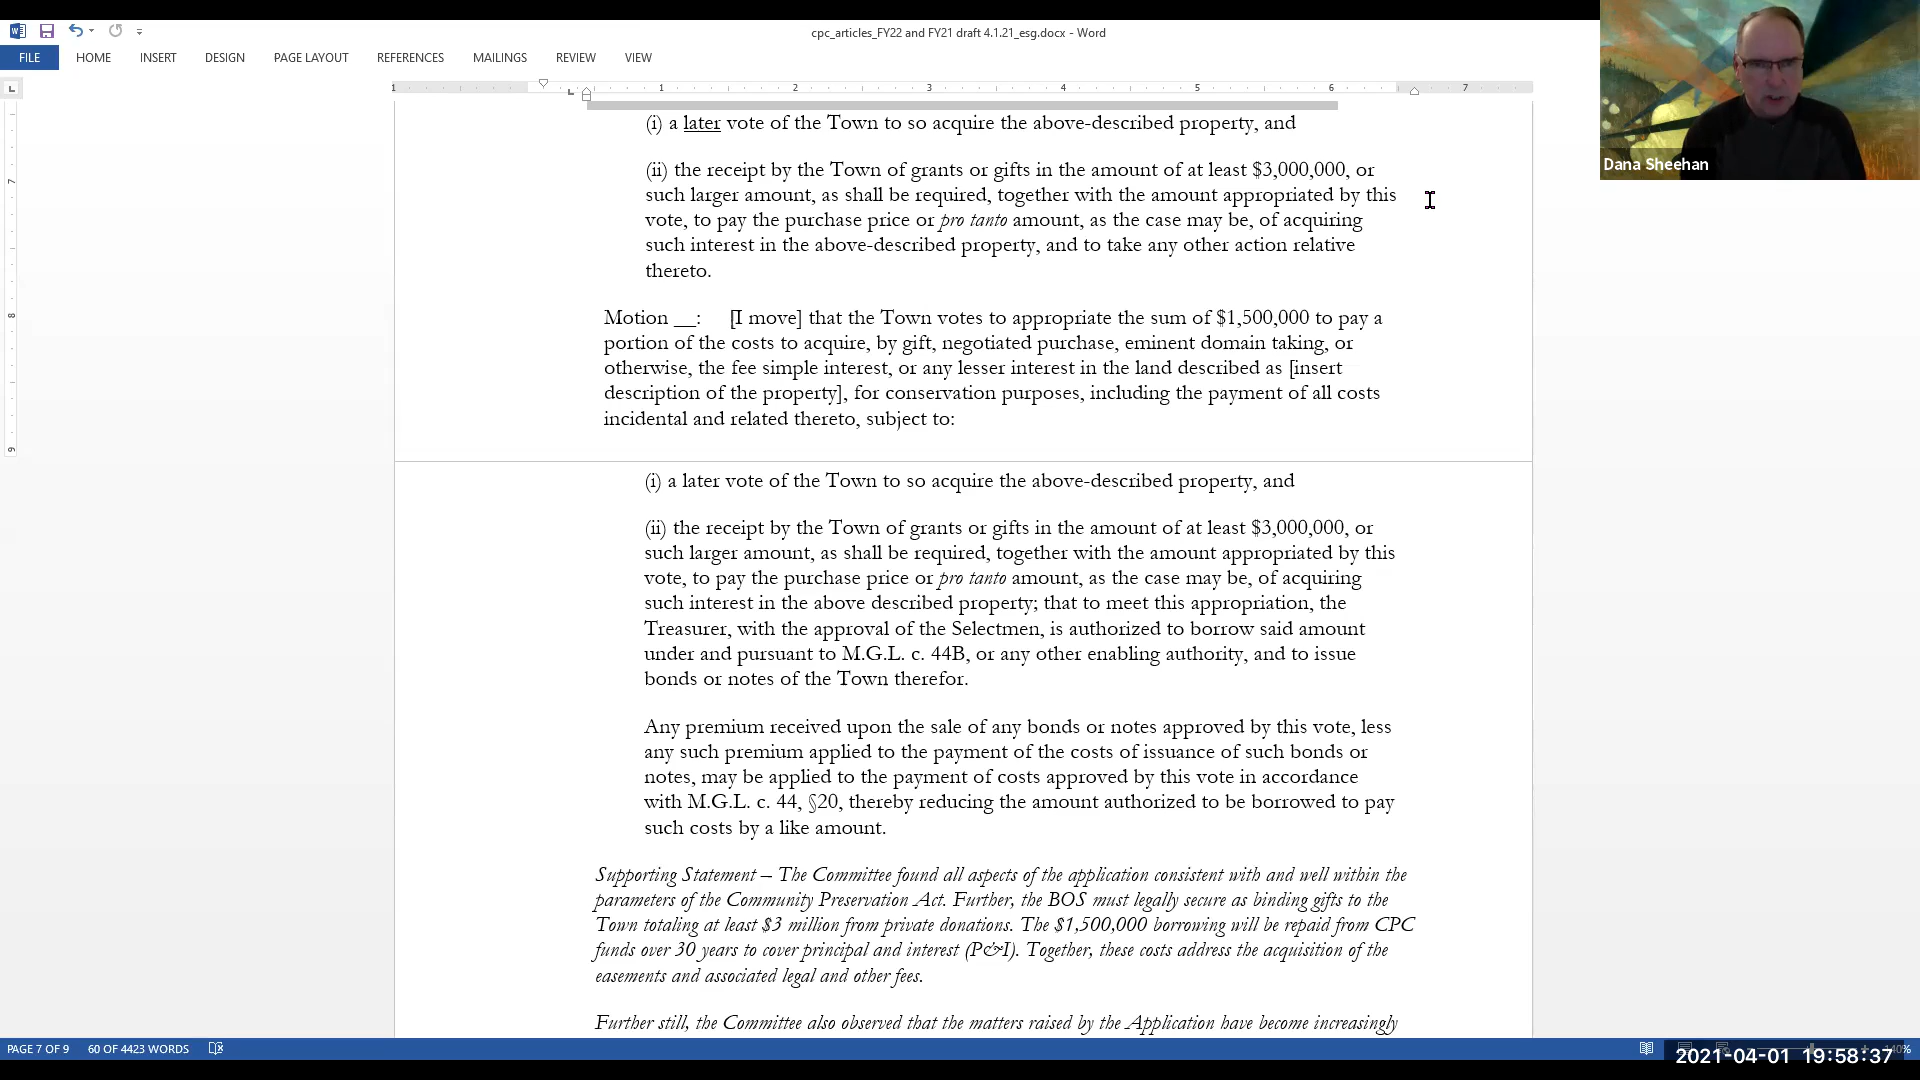 cpc_articles_FY22 and FY21 draft 4.1.21_esg.docx - Word
FILE HOME INSERT DESIGN PAGE LAYOUT REFERENCES MAILINGS REVIEW VIEW
1 1 2 3 4 5 6 7
(i) a later vote of the Town to so acquire the above-described property, and
Dana Sheehan
(ii) the receipt by the Town of grants or gifts in the amount of at least $3,000,000, or
such larger amount, as shall be required, together with the amount appropriated by this
vote, to pay the purchase price or pro tanto amount, as the case may be, of acquiring
such interest in the above-described property, and to take any other action relative
thereto.
Motion __: [I move] that the Town votes to appropriate the sum of $1,500,000 to pay a
portion of the costs to acquire, by gift, negotiated purchase, eminent domain taking, or
otherwise, the fee simple interest, or any lesser interest in the land described as [insert
description of the property], for conservation purposes, including the payment of all costs
incidental and related thereto, subject to:
(i) a later vote of the Town to so acquire the above-described property, and
(ii) the receipt by the Town of grants or gifts in the amount of at least $3,000,000, or
such larger amount, as shall be required, together with the amount appropriated by this
vote, to pay the purchase price or pro tanto amount, as the case may be, of acquiring
such interest in the above described property; that to meet this appropriation, the
Treasurer, with the approval of the Selectmen, is authorized to borrow said amount
under and pursuant to M.G.L. c. 44B, or any other enabling authority, and to issue
bonds or notes of the Town therefor.
Any premium received upon the sale of any bonds or notes approved by this vote, less
any such premium applied to the payment of the costs of issuance of such bonds or
notes, may be applied to the payment of costs approved by this vote in accordance
with M.G.L. c. 44, §20, thereby reducing the amount authorized to be borrowed to pay
such costs by a like amount.
Supporting Statement – The Committee found all aspects of the application consistent with and well within the
parameters of the Community Preservation Act. Further, the BOS must legally secure as binding gifts to the
Town totaling at least $3 million from private donations. The $1,500,000 borrowing will be repaid from CPC
funds over 30 years to cover principal and interest (P&I). Together, these costs address the acquisition of the
easements and associated legal and other fees.
Further still, the Committee also observed that the matters raised by the Application have become increasingly
PAGE 7 OF 9 60 OF 4423 WORDS
2021-04-01 19:58:37